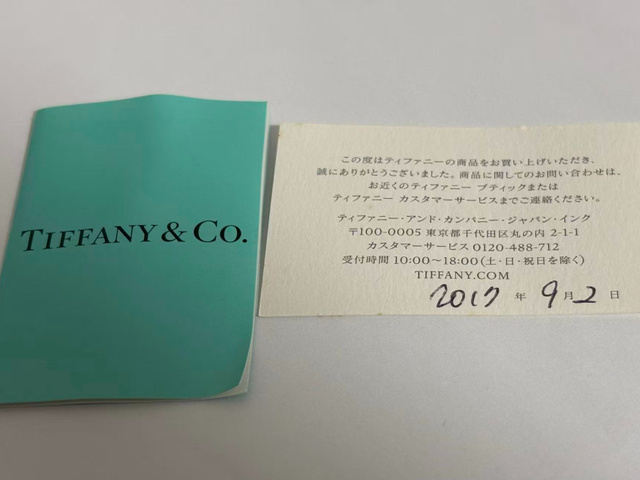 TIFFANY & CO.
この度はティファニーの商品をお買い上げいただき、
誠にありがとうございました。商品に関してのお問い合わせは、
お近くのティファニー ブティックまたは
ティファニー カスタマーサービスまでご連絡ください。
ティファニー・アンド・カンパニー・ジャパン・インク
〒100-0005 東京都千代田区丸の内 2-1-1
カスタマーサービス 0120-488-712
受付時間 10:00〜18:00(土・日・祝日を除く)
TIFFANY.COM
2017 年 9 月 2 日